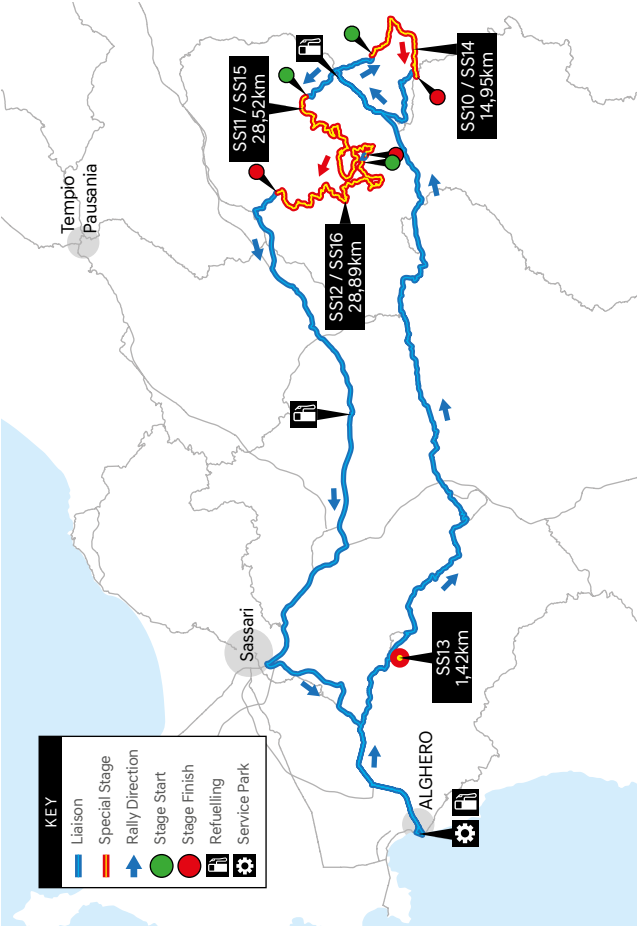 KEY
Liaison
Special Stage
Rally Direction
Stage Start
Stage Finish
Refuelling
Service Park
ALGHERO
Sassari
Tempio
Pausania
SS13
1,42km
SS12 / SS16
28,89km
SS11 / SS15
28,52km
SS10 / SS14
14,95km